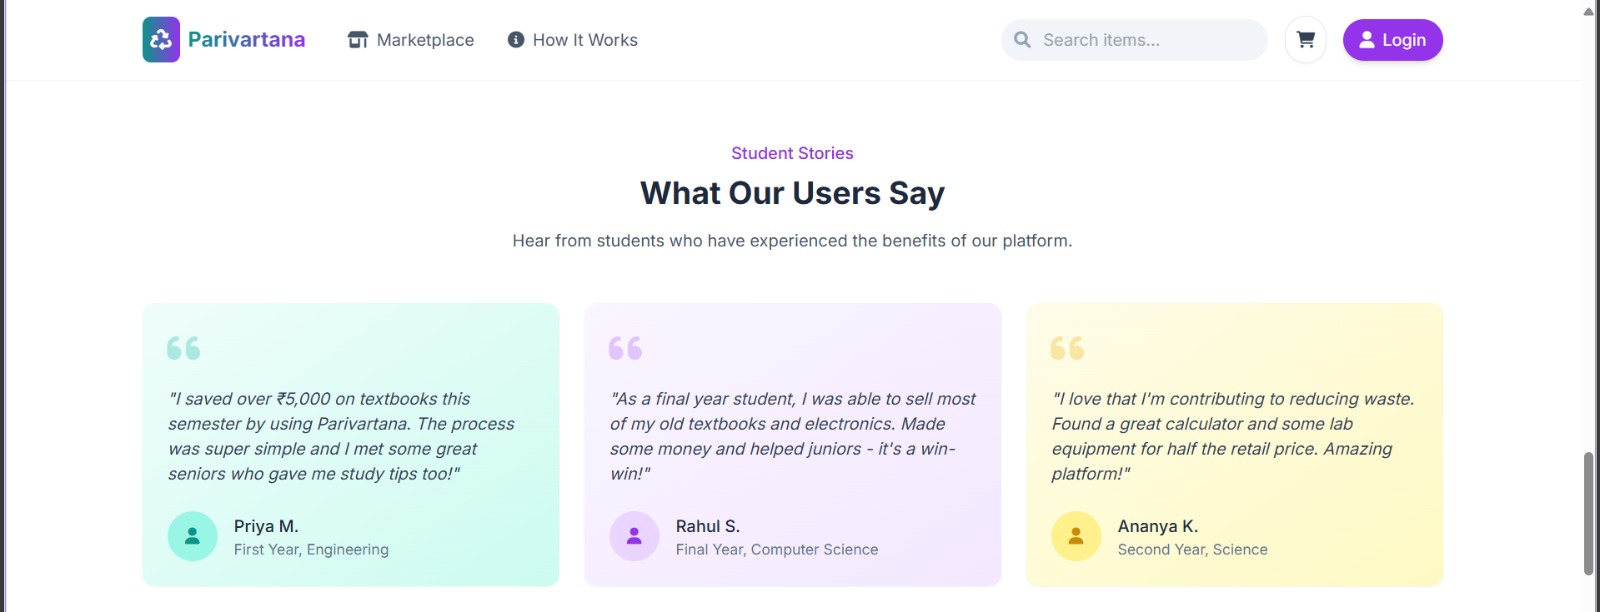 Parivartana
Marketplace
How It Works
Search items...
Login
Student Stories
What Our Users Say
Hear from students who have experienced the benefits of our platform.
"I saved over ₹5,000 on textbooks this
semester by using Parivartana. The process
was super simple and I met some great
seniors who gave me study tips too!"
Priya M.
First Year, Engineering
"As a final year student, I was able to sell most
of my old textbooks and electronics. Made
some money and helped juniors - it's a win-
win!"
Rahul S.
Final Year, Computer Science
"I love that I'm contributing to reducing waste.
Found a great calculator and some lab
equipment for half the retail price. Amazing
platform!"
Ananya K.
Second Year, Science